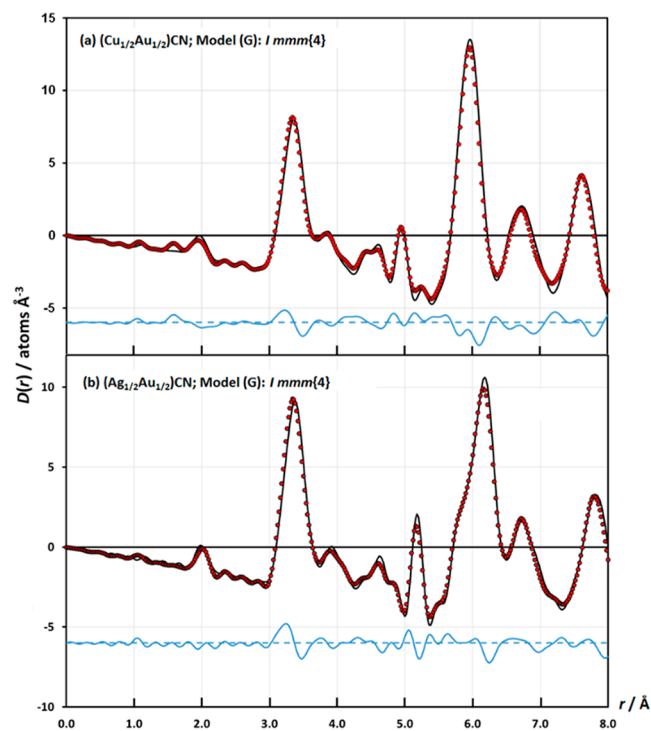 15
(a) (Cu1/2Au1/2)CN; Model (G): I mmm{4}
10
5
0
-5
D(r) / atoms Å-3
(b) (Ag1/2Au1/2)CN; Model (G): I mmm{4}
10
5
0
-5
-10
r / Å
0.0 1.0 2.0 3.0 4.0 5.0 6.0 7.0 8.0